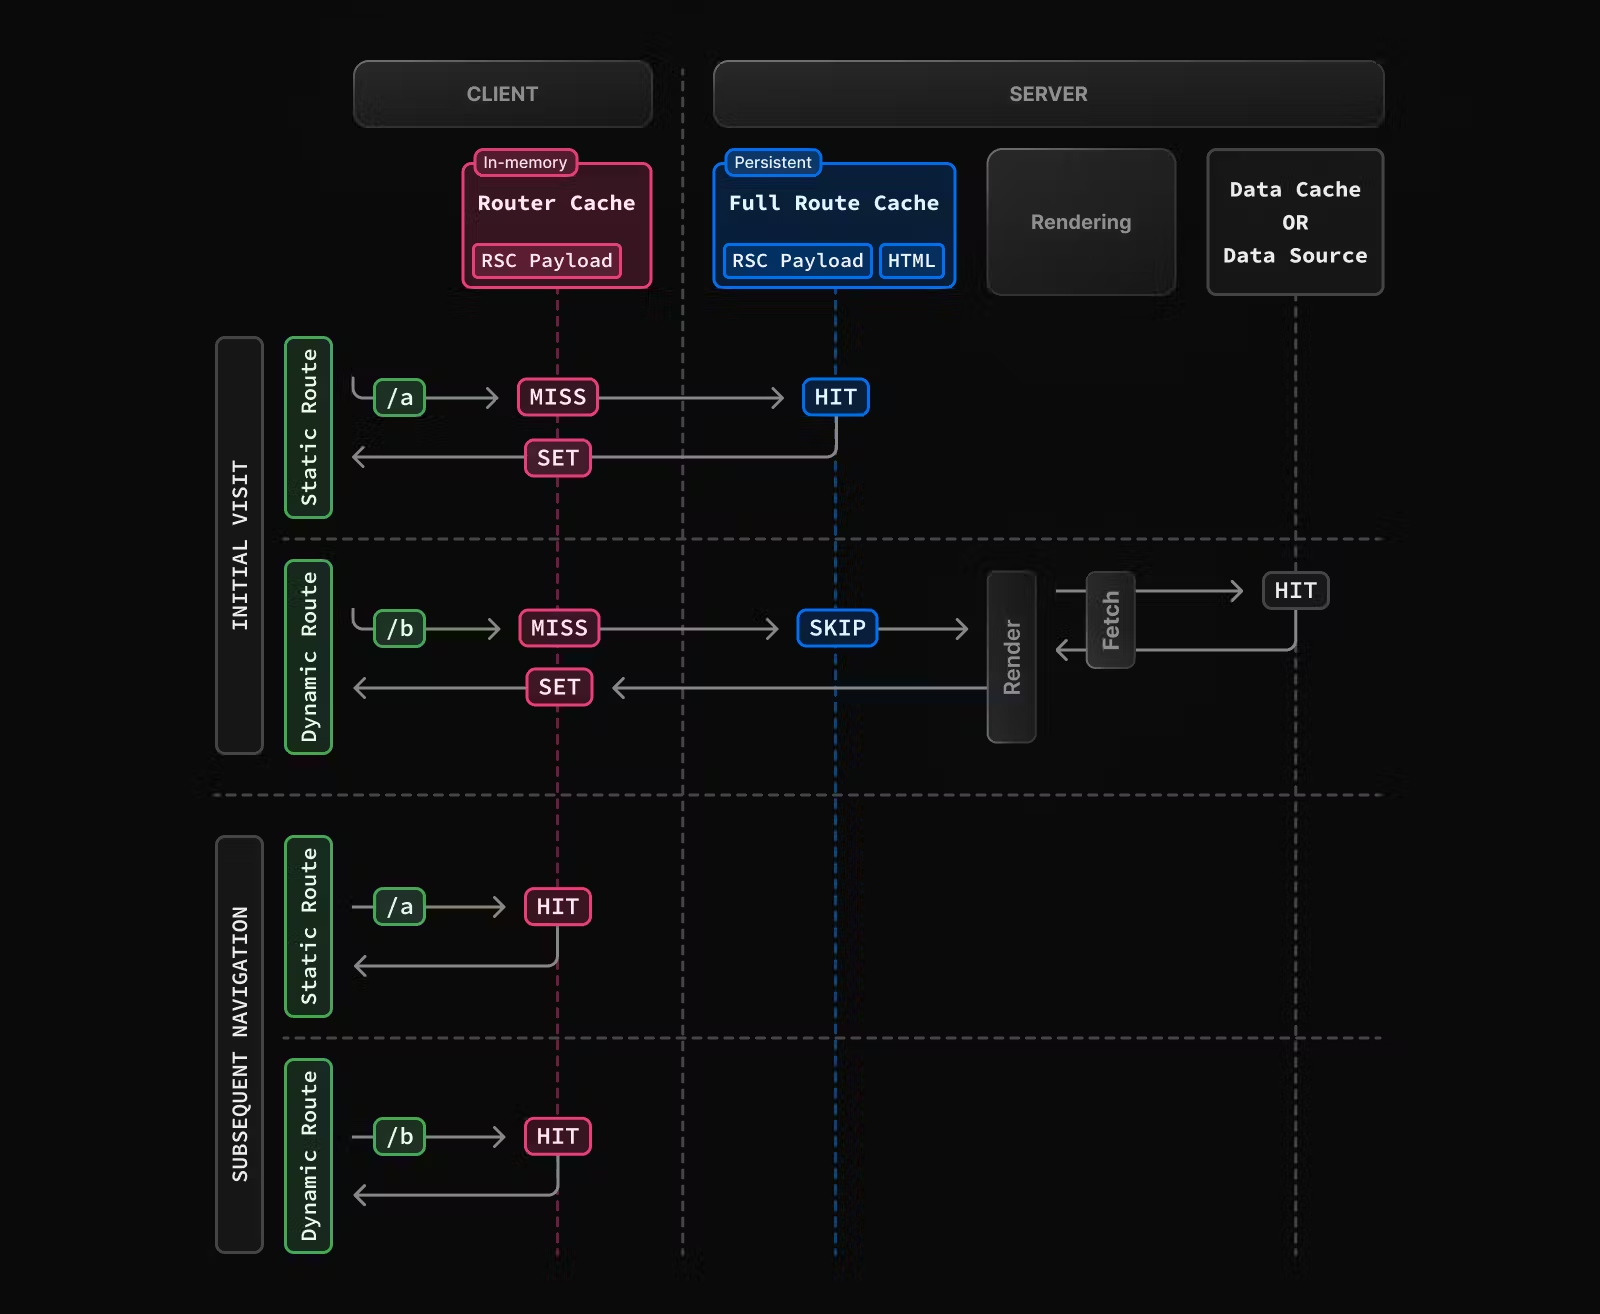 CLIENT
SERVER
In-memory
Router Cache
RSC Payload
Persistent
Full Route Cache
RSC Payload
HTML
Rendering
Data Cache
OR
Data Source
INITIAL VISIT
Static Route
/a
MISS
HIT
SET
Dynamic Route
/b
MISS
SKIP
Render
Fetch
HIT
SET
SUBSEQUENT NAVIGATION
Static Route
/a
HIT
Dynamic Route
/b
HIT